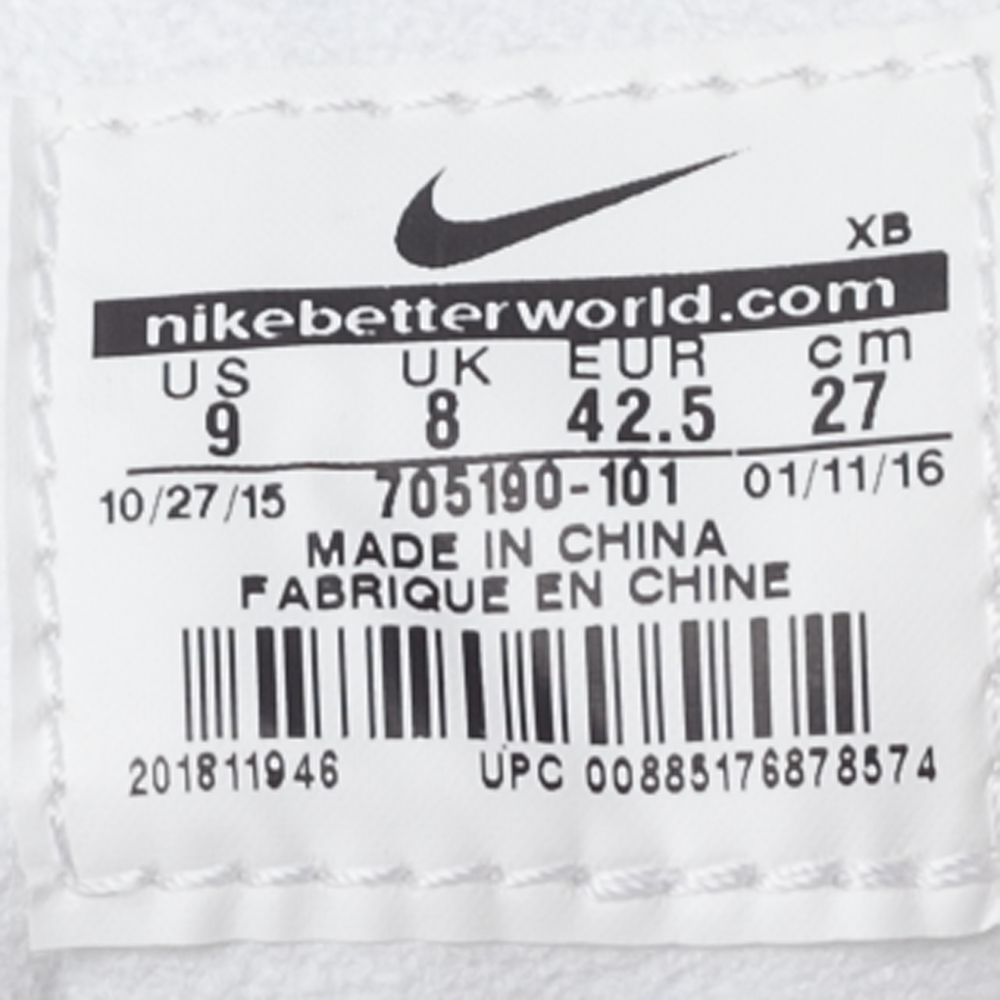 XB
nikebetterworld.com
US UK EUR cm
9 8 42.5 27
10/27/15 705190-101 01/11/16
MADE IN CHINA
FABRIQUE EN CHINE
201811946 UPC 00885176878574